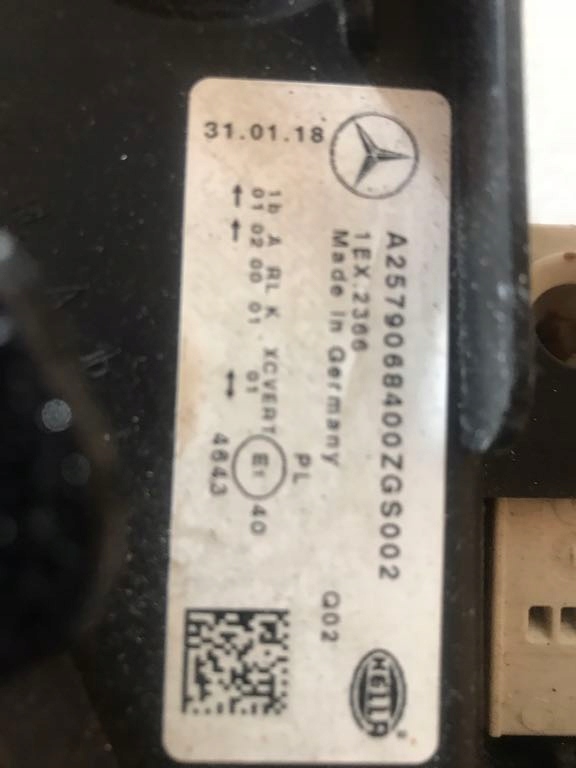 31.01.18
A2579068400ZGS002
1EX.2366
Made in Germany Q02
PL
1b A RL K XCVERT E1 40
01 02 00 01 01
↑ ↑ ↔ 4643
HELLA